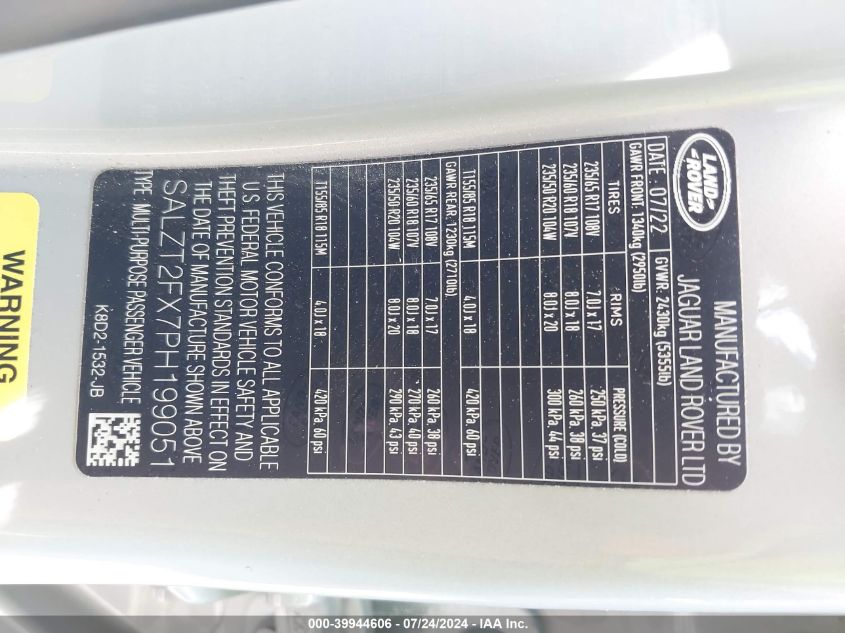 LAND ROVER
MANUFACTURED BY
JAGUAR LAND ROVER LTD
DATE : 07/22 GVWR: 2430kg (5355lb)
GAWR FRONT: 1340kg (2950lb)
TIRES RIMS PRESSURE (COLD)
235/65 R17 108V 7.0J x 17 250 kPa, 37 psi
235/60 R18 107V 8.0J x 18 260 kPa, 38 psi
235/50 R20 104W 8.0J x 20 300 kPa, 44 psi
T155/85 R18 115M 4.0J x 18 420 kPa, 60 psi
GAWR REAR: 1230kg (2710lb)
235/65 R17 108V 7.0J x 17 260 kPa, 38 psi
235/60 R18 107V 8.0J x 18 270 kPa, 40 psi
235/50 R20 104W 8.0J x 20 290 kPa, 43 psi
T155/85 R18 115M 4.0J x 18 420 kPa, 60 psi
THIS VEHICLE CONFORMS TO ALL APPLICABLE
U.S. FEDERAL MOTOR VEHICLE SAFETY AND
THEFT PREVENTION STANDARDS IN EFFECT ON
THE DATE OF MANUFACTURE SHOWN ABOVE
SALZT2FX7PH199051
TYPE: MULTI-PURPOSE PASSENGER VEHICLE
K8D2-1532-JB
WARNING
000-39944606 - 07/24/2024 - IAA Inc.